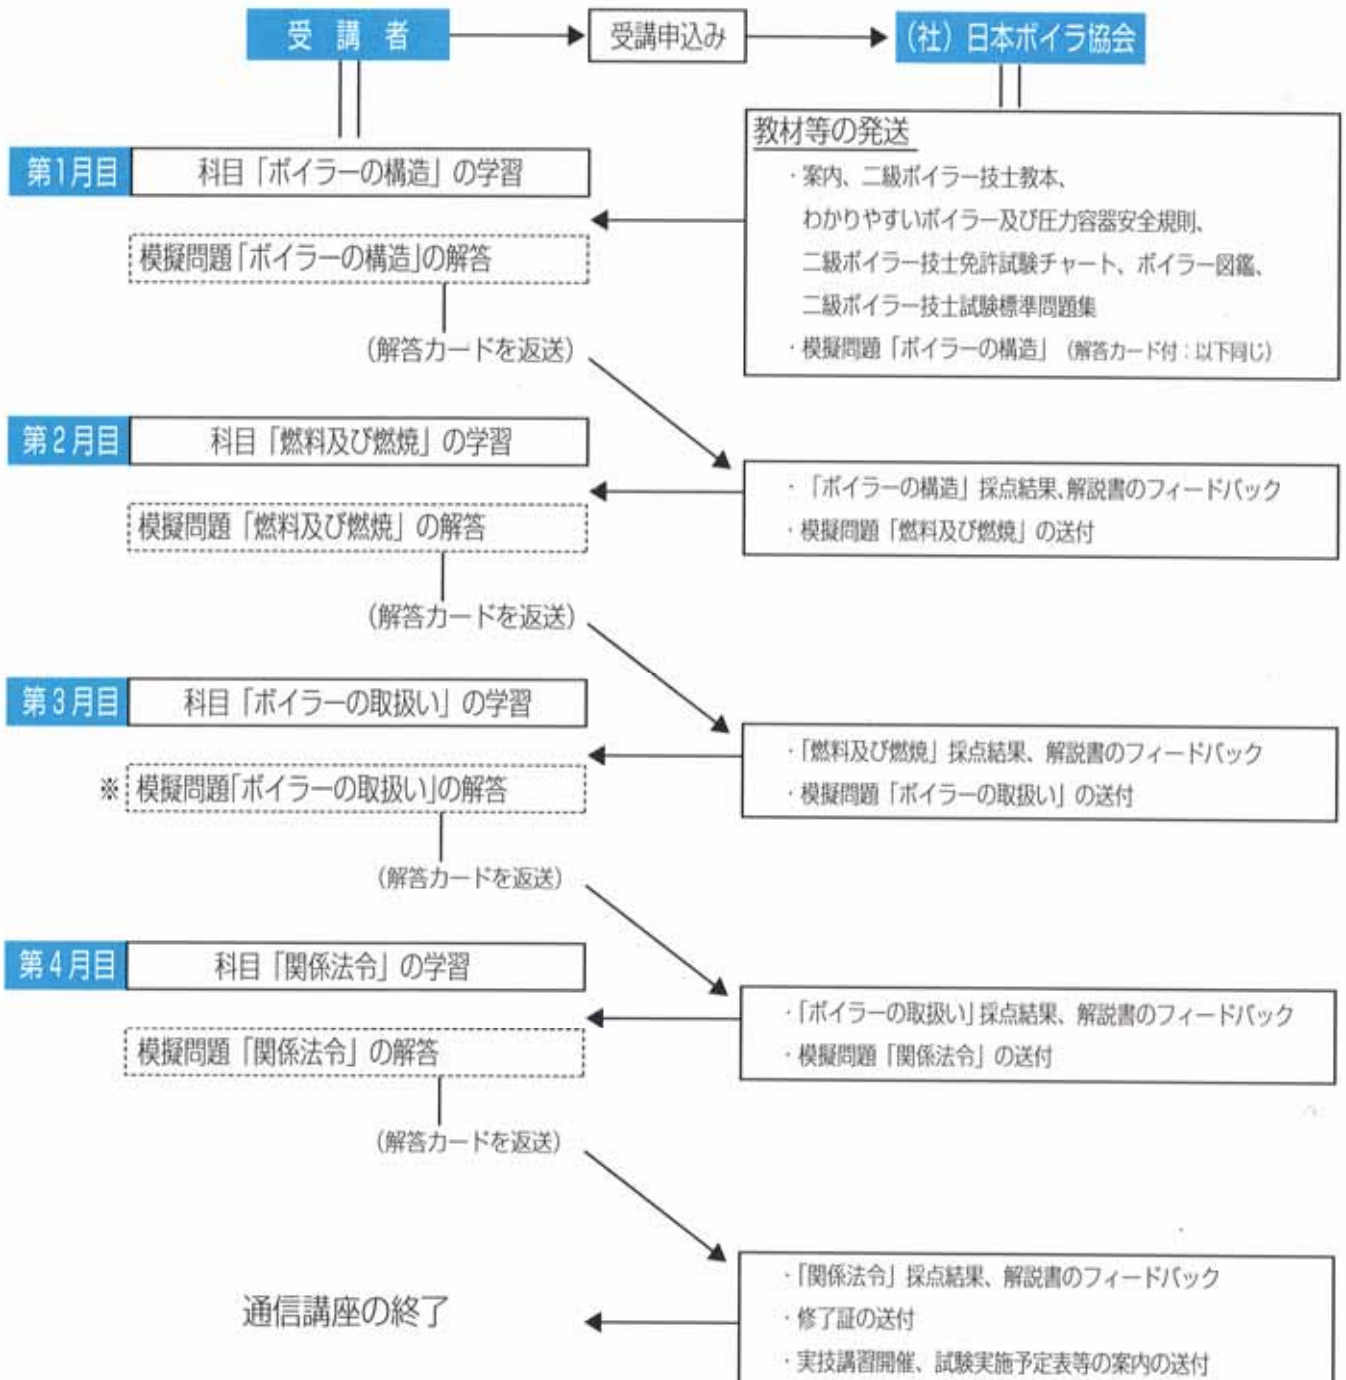 受講者
受講申込み
(社)日本ボイラ協会
教材等の発送
・案内、二級ボイラー技士教本、
わかりやすいボイラー及び圧力容器安全規則、
二級ボイラー技士免許試験チャート、ボイラー図鑑、
二級ボイラー技士試験標準問題集
・模擬問題「ボイラーの構造」(解答カード付:以下同じ)
第1月目
科目「ボイラーの構造」の学習
模擬問題「ボイラーの構造」の解答
(解答カードを返送)
第2月目
科目「燃料及び燃焼」の学習
・「ボイラーの構造」採点結果、解説書のフィードバック
・模擬問題「燃料及び燃焼」の送付
模擬問題「燃料及び燃焼」の解答
(解答カードを返送)
第3月目
科目「ボイラーの取扱い」の学習
・「燃料及び燃焼」採点結果、解説書のフィードバック
・模擬問題「ボイラーの取扱い」の送付
※模擬問題「ボイラーの取扱い」の解答
(解答カードを返送)
第4月目
科目「関係法令」の学習
・「ボイラーの取扱い」採点結果、解説書のフィードバック
・模擬問題「関係法令」の送付
模擬問題「関係法令」の解答
(解答カードを返送)
・「関係法令」採点結果、解説書のフィードバック
・修了証の送付
・実技講習開催、試験実施予定表等の案内の送付
通信講座の終了